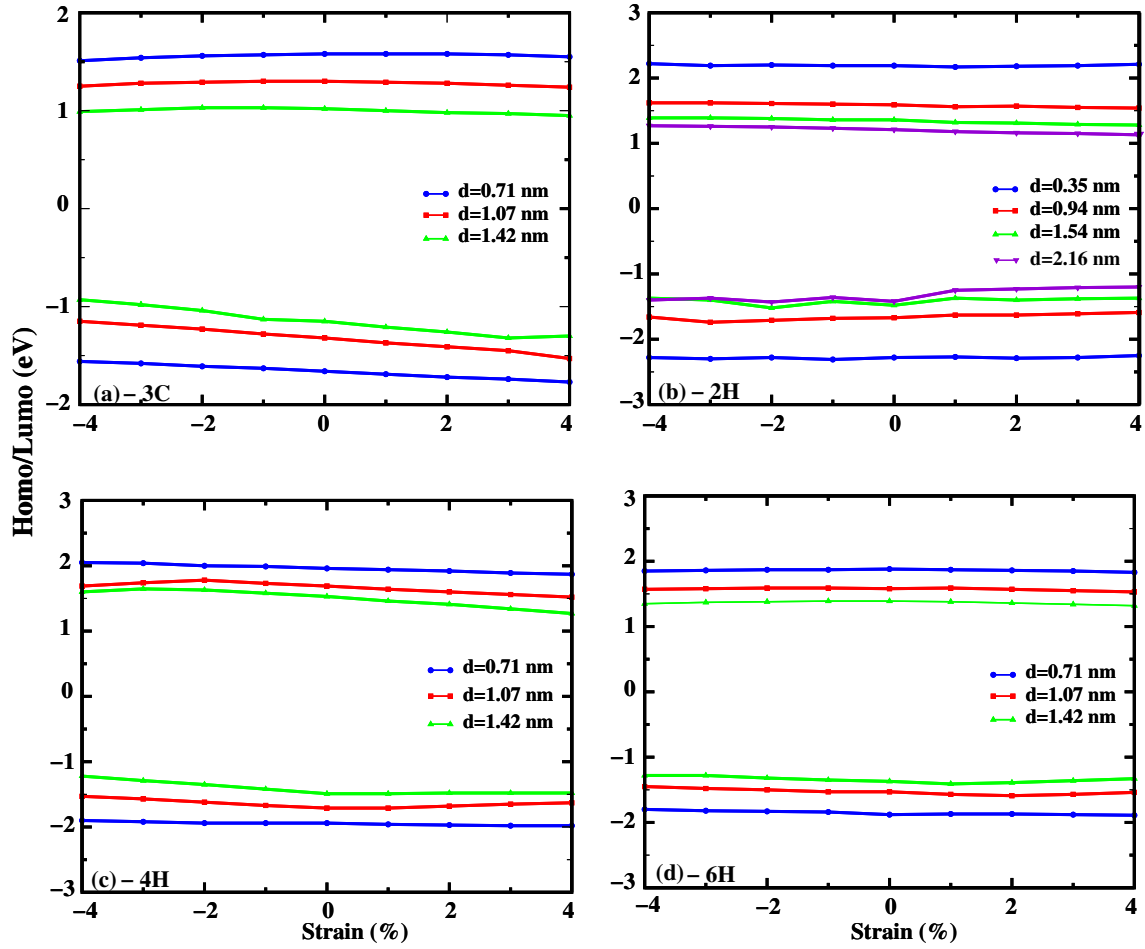 Homo/Lumo (eV)
2
1
0
−1
−2
−4
−2
0
2
4
d=0.71 nm
d=1.07 nm
d=1.42 nm
(a) − 3C
3
2
1
0
−1
−2
−3
−4
−2
0
2
4
d=0.35 nm
d=0.94 nm
d=1.54 nm
d=2.16 nm
(b) − 2H
3
2
1
0
−1
−2
−3
−4
−2
0
2
4
d=0.71 nm
d=1.07 nm
d=1.42 nm
(c) − 4H
Strain (%)
3
2
1
0
−1
−2
−3
−4
−2
0
2
4
d=0.71 nm
d=1.07 nm
d=1.42 nm
(d) − 6H
Strain (%)